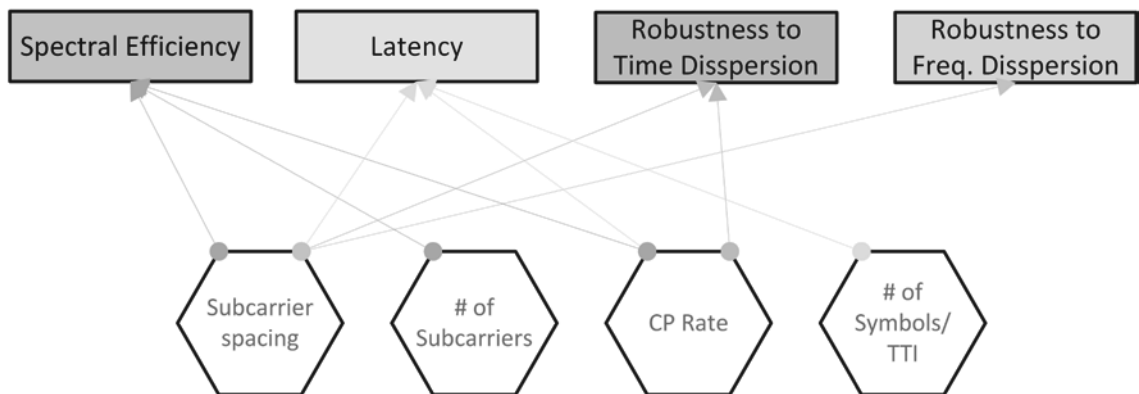 Spectral Efficiency
Latency
Robustness to
Time Disspersion
Robustness to
Freq. Disspersion
Subcarrier
spacing
# of
Subcarriers
CP Rate
# of
Symbols/
TTI